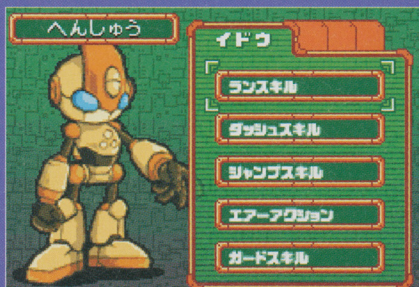 へんしゅう
イドウ
ランスキル
ダッシュスキル
ジャンプスキル
エアーアクション
ガードスキル